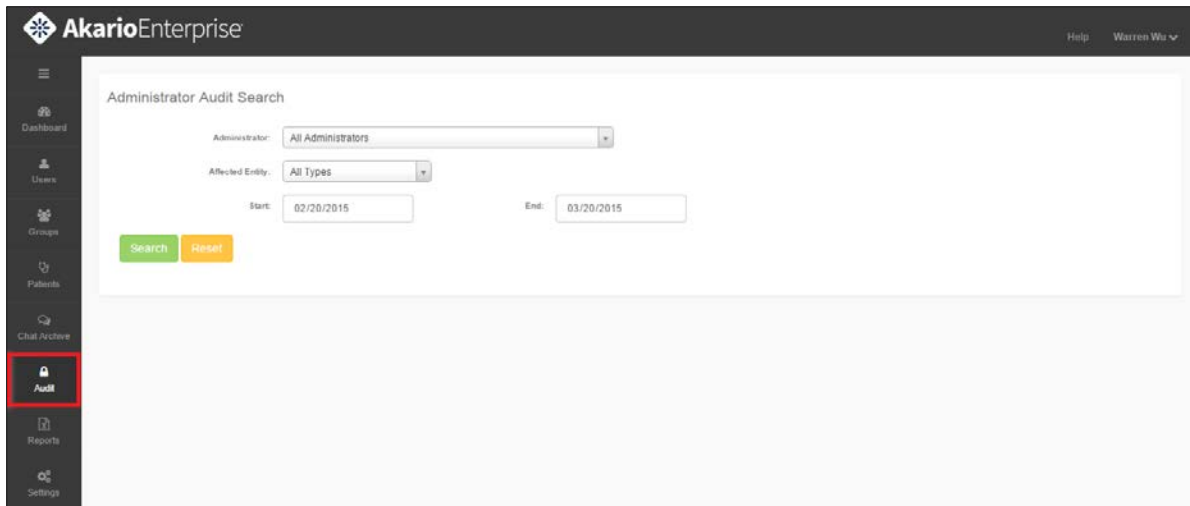 AkarioEnterprise
Help Warren Wu
Dashboard
Users
Groups
Patients
Chat Archive
Audit
Reports
Settings
Administrator Audit Search
Administrator: All Administrators
Affected Entity: All Types
Start: 02/20/2015 End: 03/20/2015
Search Reset